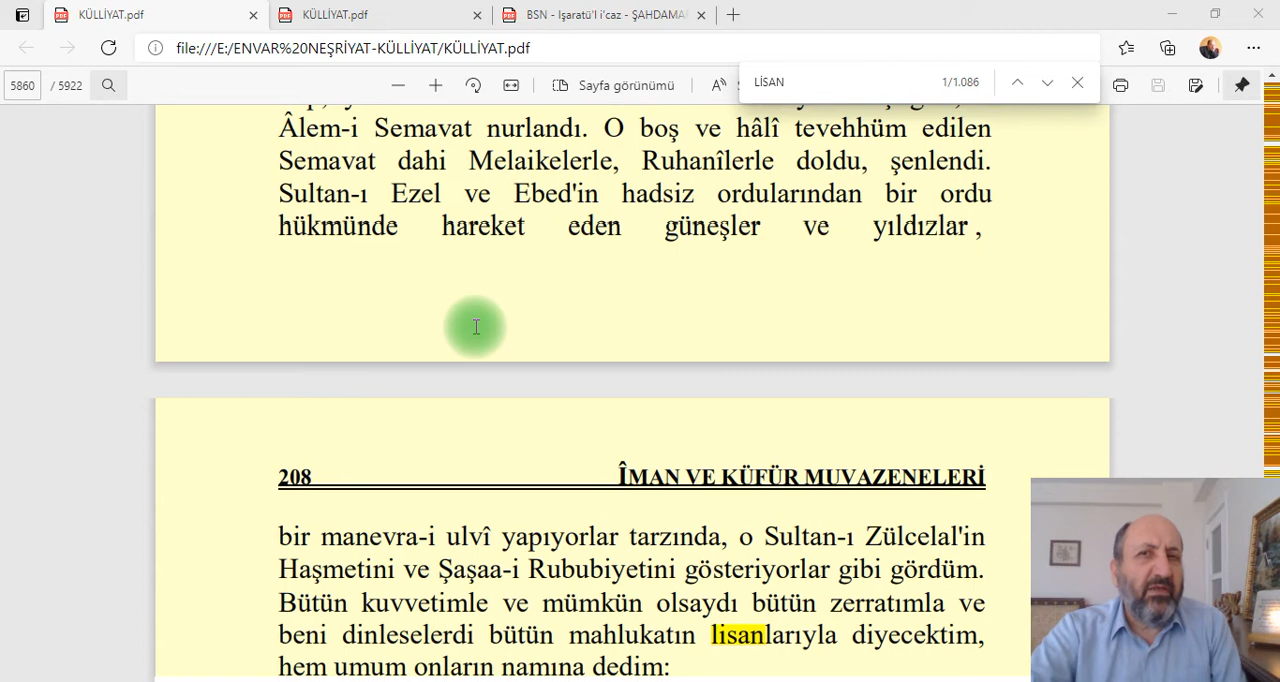 KÜLLİYAT.pdf
KÜLLİYAT.pdf
BSN - Işaratü'l i'caz - ŞAHDAMA
file:///E:/ENVAR%20NEŞRİYAT-KÜLLİYAT/KÜLLİYAT.pdf
5860 / 5922
Sayfa görünümü
LİSAN 1/1.086
Âlem-i Semavat nurlandı. O boş ve hâlî tevehhüm edilen
Semavat dahi Melaikelerle, Ruhanîlerle doldu, şenlendi.
Sultan-ı Ezel ve Ebed'in hadsiz ordularından bir ordu
hükmünde hareket eden güneşler ve yıldızlar ,
208 ÎMAN VE KÜFÜR MUVAZENELERİ
bir manevra-i ulvî yapıyorlar tarzında, o Sultan-ı Zülcelal'in
Haşmetini ve Şaşaa-i Rububiyetini gösteriyorlar gibi gördüm.
Bütün kuvvetimle ve mümkün olsaydı bütün zerratımla ve
beni dinleselerdi bütün mahlukatın lisanlarıyla diyecektim,
hem umum onların namına dedim: